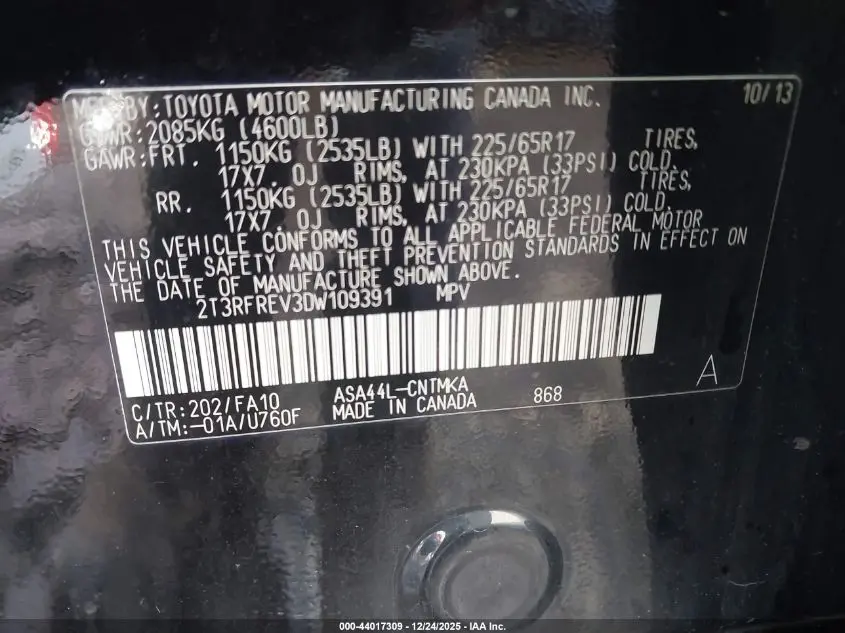 MFG. BY: TOYOTA MOTOR MANUFACTURING CANADA INC. 10/13
GVWR: 2085KG (4600LB)
GAWR: FRT. 1150KG (2535LB) WITH 225/65R17 TIRES,
17X7.0J RIMS, AT 230KPA (33PSI) COLD.
RR. 1150KG (2535LB) WITH 225/65R17 TIRES,
17X7.0J RIMS, AT 230KPA (33PSI) COLD.
THIS VEHICLE CONFORMS TO ALL APPLICABLE FEDERAL MOTOR
VEHICLE SAFETY AND THEFT PREVENTION STANDARDS IN EFFECT ON
THE DATE OF MANUFACTURE SHOWN ABOVE.
2T3RFREV3DW109391 MPV
C/TR: 202/FA10 ASA44L-CNTMKA 868 A
A/TM: -01A/U760F MADE IN CANADA
000-44017309 - 12/24/2025 - IAA Inc.